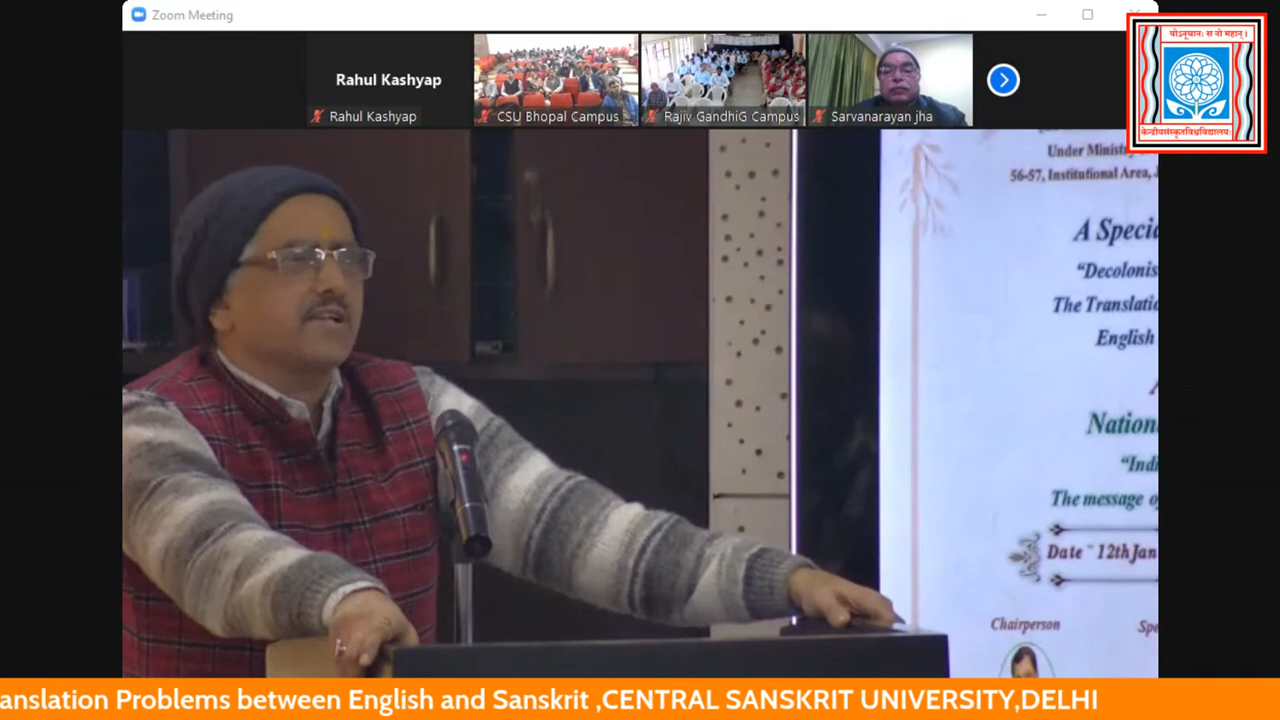 Zoom Meeting
Rahul Kashyap
Rahul Kashyap
CSU Bhopal Campus
Rajiv GandhiG Campus
Sarvanarayan jha
योऽनूचानः स नो महान् ।
केन्द्रीयसंस्कृतविश्वविद्यालयः
Under Ministry
56-57, Institutional Area,
A Specia
“Decolonis
The Translatio
English
Nation
“Indi
The message o
Date 12th Jan
Chairperson
Spe
anslation Problems between English and Sanskrit ,CENTRAL SANSKRIT UNIVERSITY,DELHI